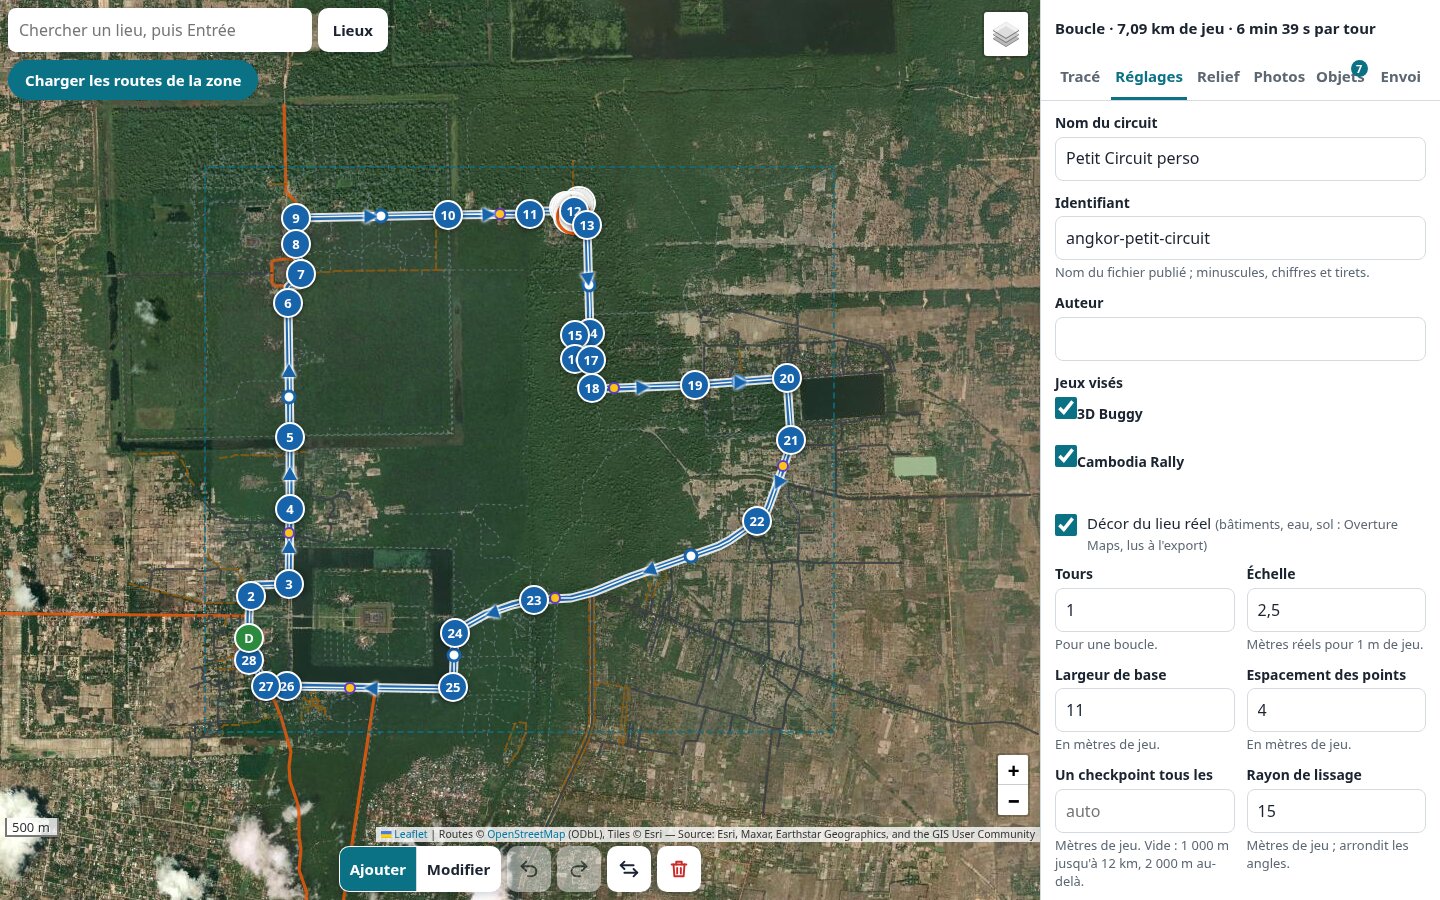 Chercher un lieu, puis Entrée
Lieux
Charger les routes de la zone
9
10
11
12
13
8
7
6
15
4
17
18
19
20
5
21
4
22
3
2
23
D
24
28
27
26
25
500 m
+
−
Leaflet | Routes © OpenStreetMap (ODbL), Tiles © Esri — Source: Esri, Maxar, Earthstar Geographics, and the GIS User Community
Ajouter
Modifier
Boucle · 7,09 km de jeu · 6 min 39 s par tour
Tracé
Réglages
Relief
Photos
Objets
7
Envoi
Nom du circuit
Petit Circuit perso
Identifiant
angkor-petit-circuit
Nom du fichier publié ; minuscules, chiffres et tirets.
Auteur
Jeux visés
3D Buggy
Cambodia Rally
Décor du lieu réel (bâtiments, eau, sol : Overture
Maps, lus à l'export)
Tours
Échelle
1
2,5
Pour une boucle.
Mètres réels pour 1 m de jeu.
Largeur de base
Espacement des points
11
4
En mètres de jeu.
En mètres de jeu.
Un checkpoint tous les
Rayon de lissage
auto
15
Mètres de jeu. Vide : 1 000 m
jusqu'à 12 km, 2 000 m au-
delà.
Mètres de jeu ; arrondit les
angles.